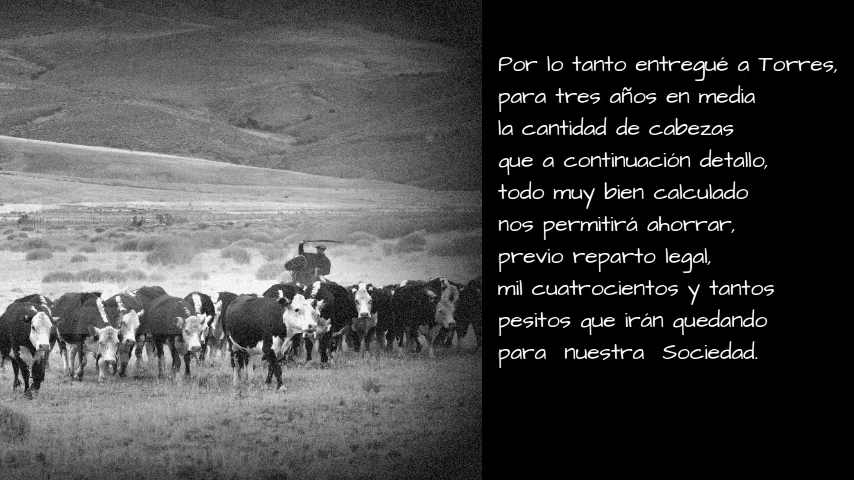 Por lo tanto entregué a Torres,
para tres años en media
la cantidad de cabezas
que a continuación detallo,
todo muy bien calculado
nos permitirá ahorrar,
previo reparto legal,
mil cuatrocientos y tantos
pesitos que irán quedando
para nuestra Sociedad.